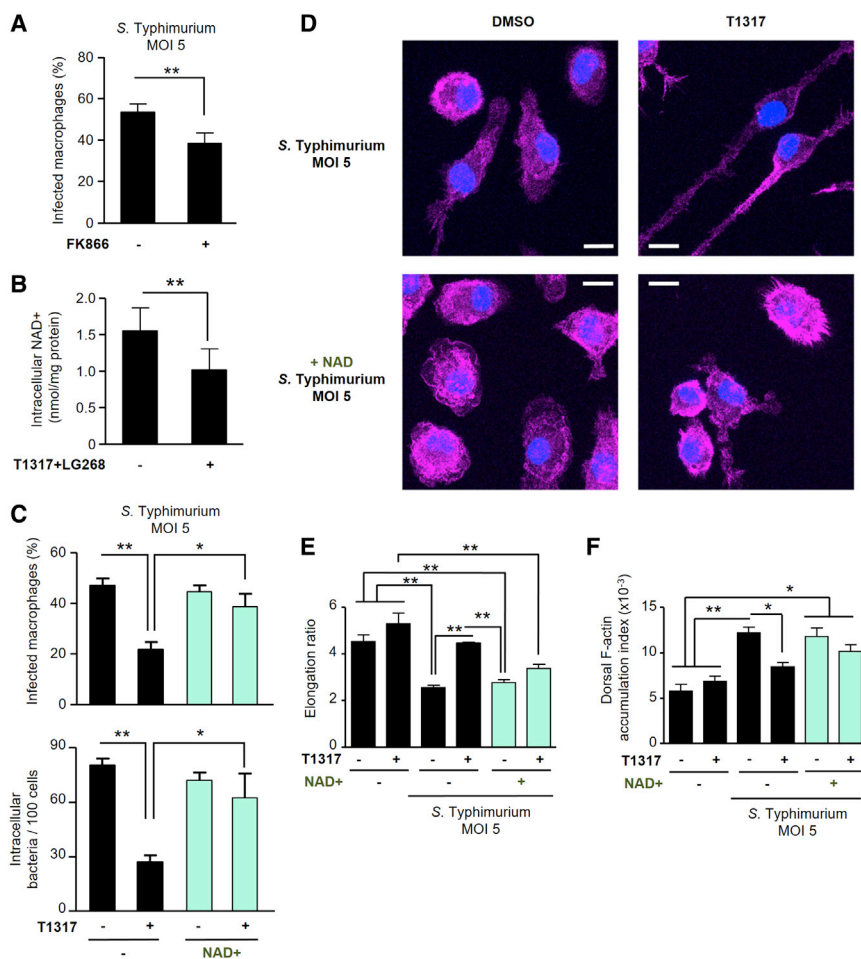 A
S. Typhimurium
MOI 5
**
Infected macrophages (%)
80
60
40
20
0
FK866
-
+
B
**
Intracellular NAD+
(nmol/mg protein)
2.0
1.5
1.0
0.5
0
T1317+LG268
-
+
C
S. Typhimurium
MOI 5
**
*
Infected macrophages (%)
60
40
20
0
**
*
Intracellular
bacteria / 100 cells
90
60
30
0
T1317
-
+
-
+
-
NAD+
D
DMSO
T1317
S. Typhimurium
MOI 5
+ NAD
S. Typhimurium
MOI 5
E
**
**
**
**
**
Elongation ratio
6
4
2
0
T1317
-
+
-
+
-
+
NAD+
-
-
+
S. Typhimurium
MOI 5
F
*
**
*
Dorsal F-actin
accumulation index (x10-3)
15
10
5
0
T1317
-
+
-
+
-
+
NAD+
-
-
+
S. Typhimurium
MOI 5